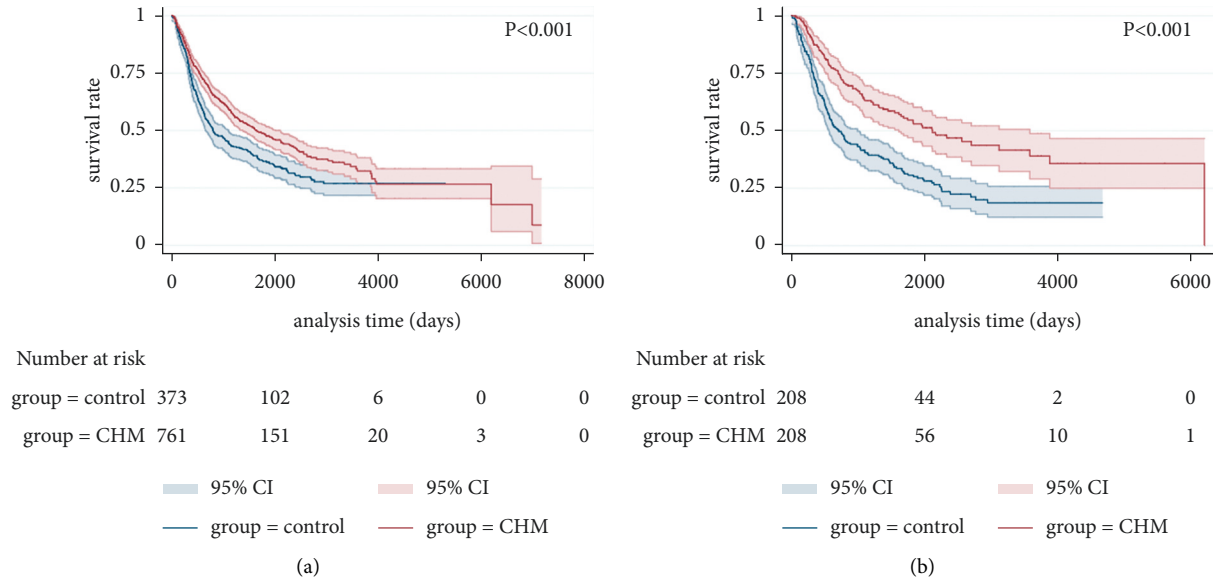 P<0.001
1
0.75
0.5
0.25
0
survival rate
0 2000 4000 6000 8000
analysis time (days)
Number at risk
group = control 373 102 6 0 0
group = CHM 761 151 20 3 0
95% CI 95% CI
group = control group = CHM
(a)
P<0.001
1
0.75
0.5
0.25
0
survival rate
0 2000 4000 6000
analysis time (days)
Number at risk
group = control 208 44 2 0
group = CHM 208 56 10 1
95% CI 95% CI
group = control group = CHM
(b)